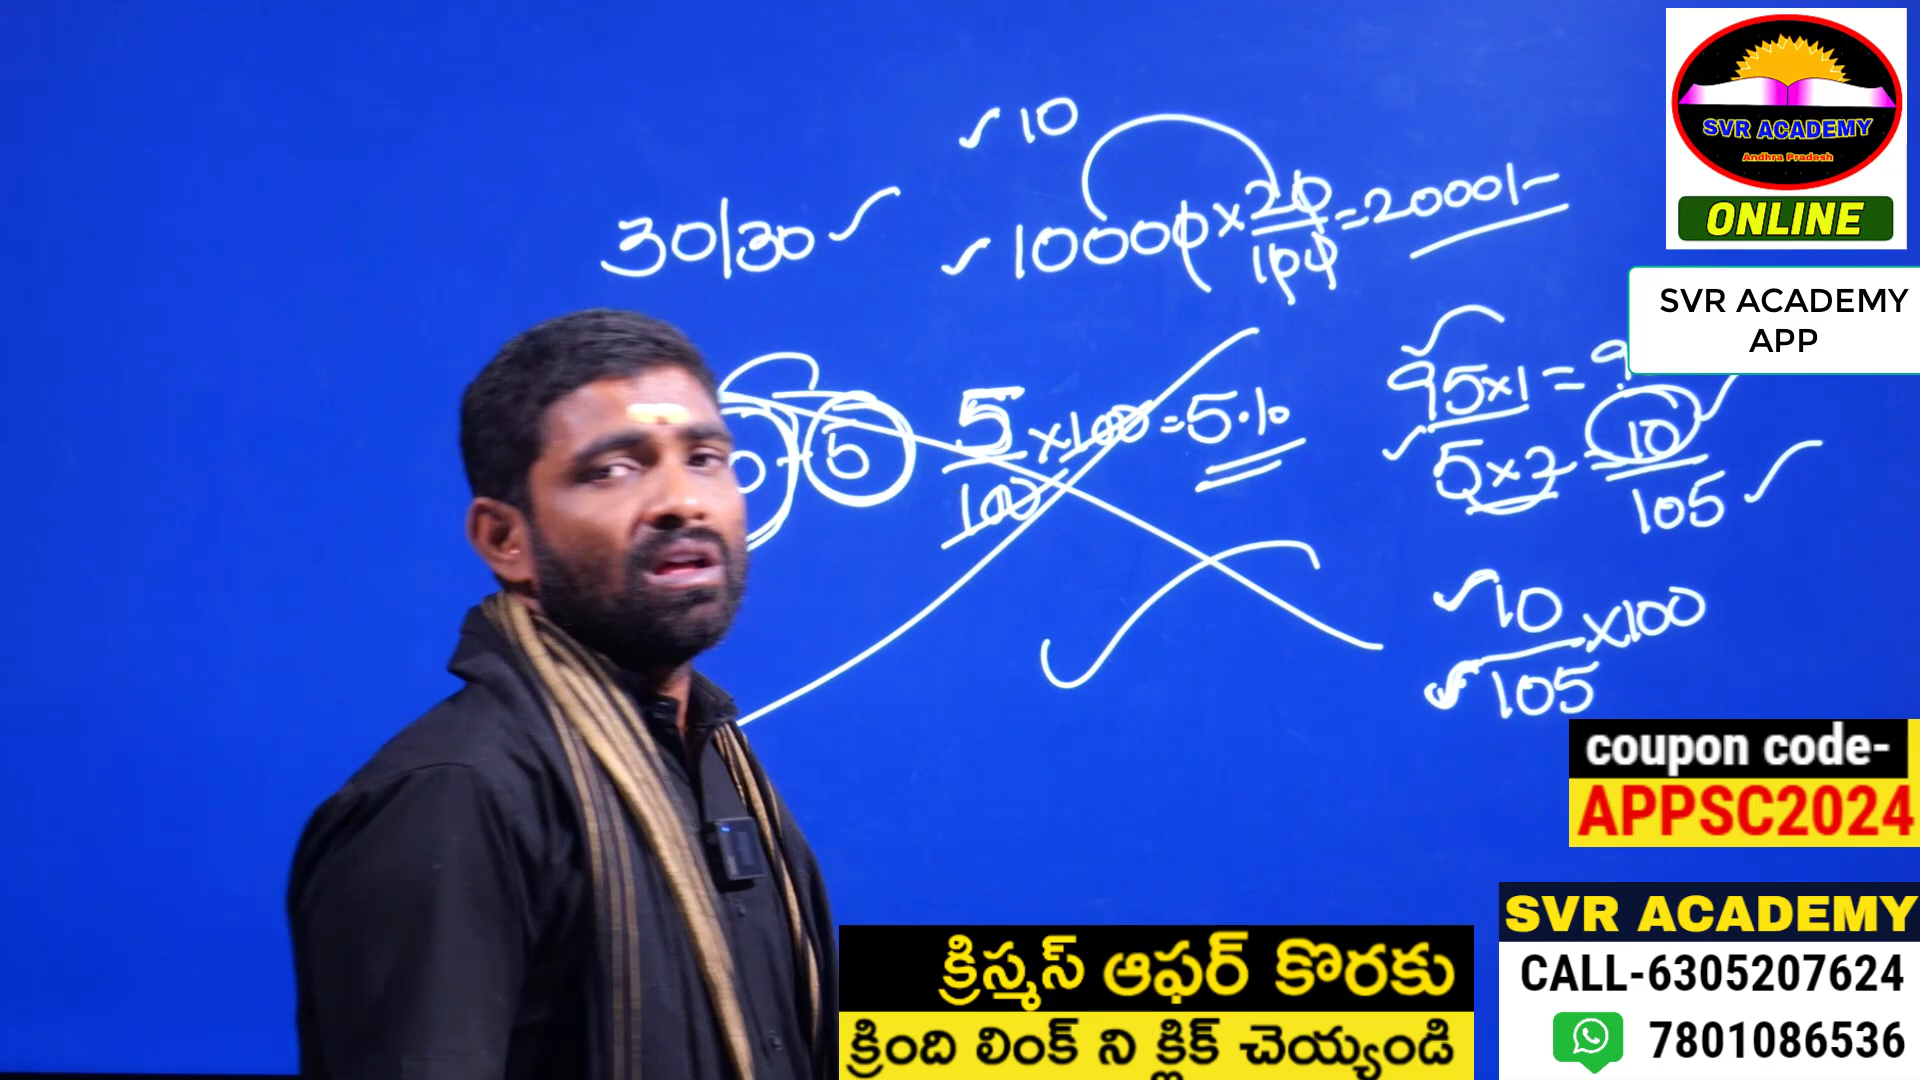 ✓ 10
30/30 ✓
✓ 10000 × 20/100 = 2000/-
5
5/100 × 100 = 5%
95×1 = 9
✓ 5×2 = 10
105 ✓
✓ 10/105 × 100
SVR ACADEMY
Andhra Pradesh
ONLINE
SVR ACADEMY
APP
coupon code-
APPSC2024
SVR ACADEMY
CALL-6305207624
7801086536
క్రిస్మస్ ఆఫర్ కొరకు
క్రింది లింక్ ని క్లిక్ చెయ్యండి